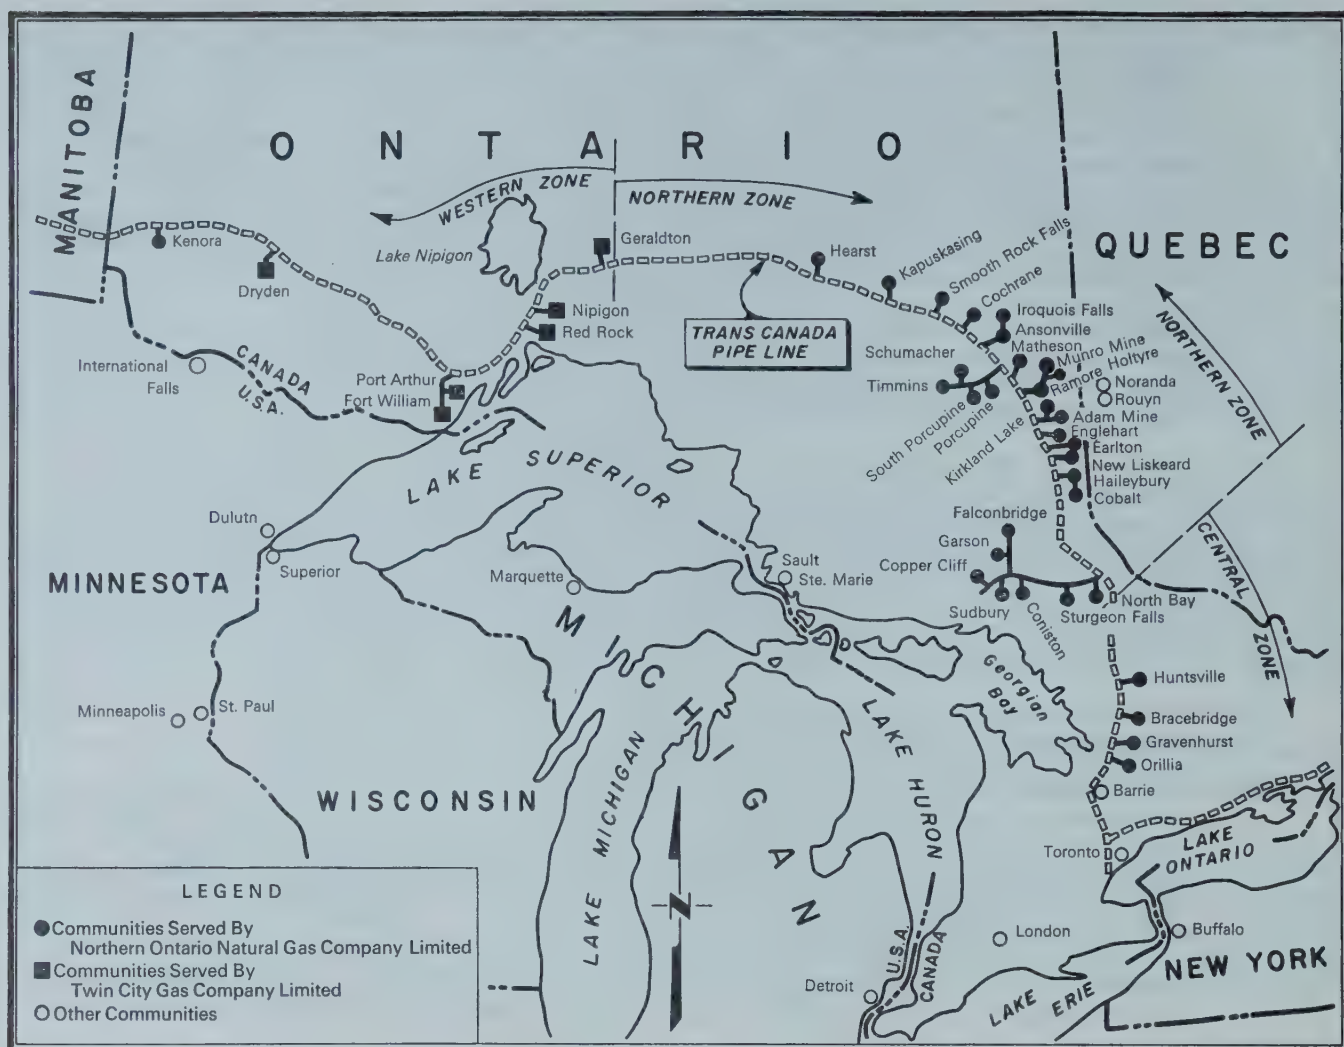 MANITOBA
ONTARIO
WESTERN ZONE
NORTHERN ZONE
QUEBEC
Kenora
Dryden
Lake Nipigon
Geraldton
Hearst
Kapuskasing
Smooth Rock Falls
Cochrane
Iroquois Falls
Ansonville
Matheson
Munro Mine
Ramore Holtyre
Nipigon
Red Rock
TRANS CANADA
PIPE LINE
Schumacher
Timmins
South Porcupine
Porcupine
Kirkland Lake
Noranda
Rouyn
Adam Mine
Englehart
Earlton
New Liskeard
Haileybury
Cobalt
NORTHERN ZONE
International
Falls
CANADA
U.S.A.
Port Arthur
Fort William
LAKE SUPERIOR
Dulutn
Superior
MINNESOTA
Marquette
Sault
Ste. Marie
Falconbridge
Garson
Copper Cliff
Sudbury
Coniston
Sturgeon Falls
North Bay
CENTRAL
ZONE
Minneapolis
St. Paul
MICHIGAN
Georgian
Bay
Huntsville
Bracebridge
Gravenhurst
Orillia
Barrie
WISCONSIN
LAKE MICHIGAN
LAKE HURON
N
Toronto
LAKE
ONTARIO
London
Buffalo
NEW YORK
Detroit
U.S.A.
CANADA
LAKE ERIE
LEGEND
Communities Served By
Northern Ontario Natural Gas Company Limited
Communities Served By
Twin City Gas Company Limited
Other Communities